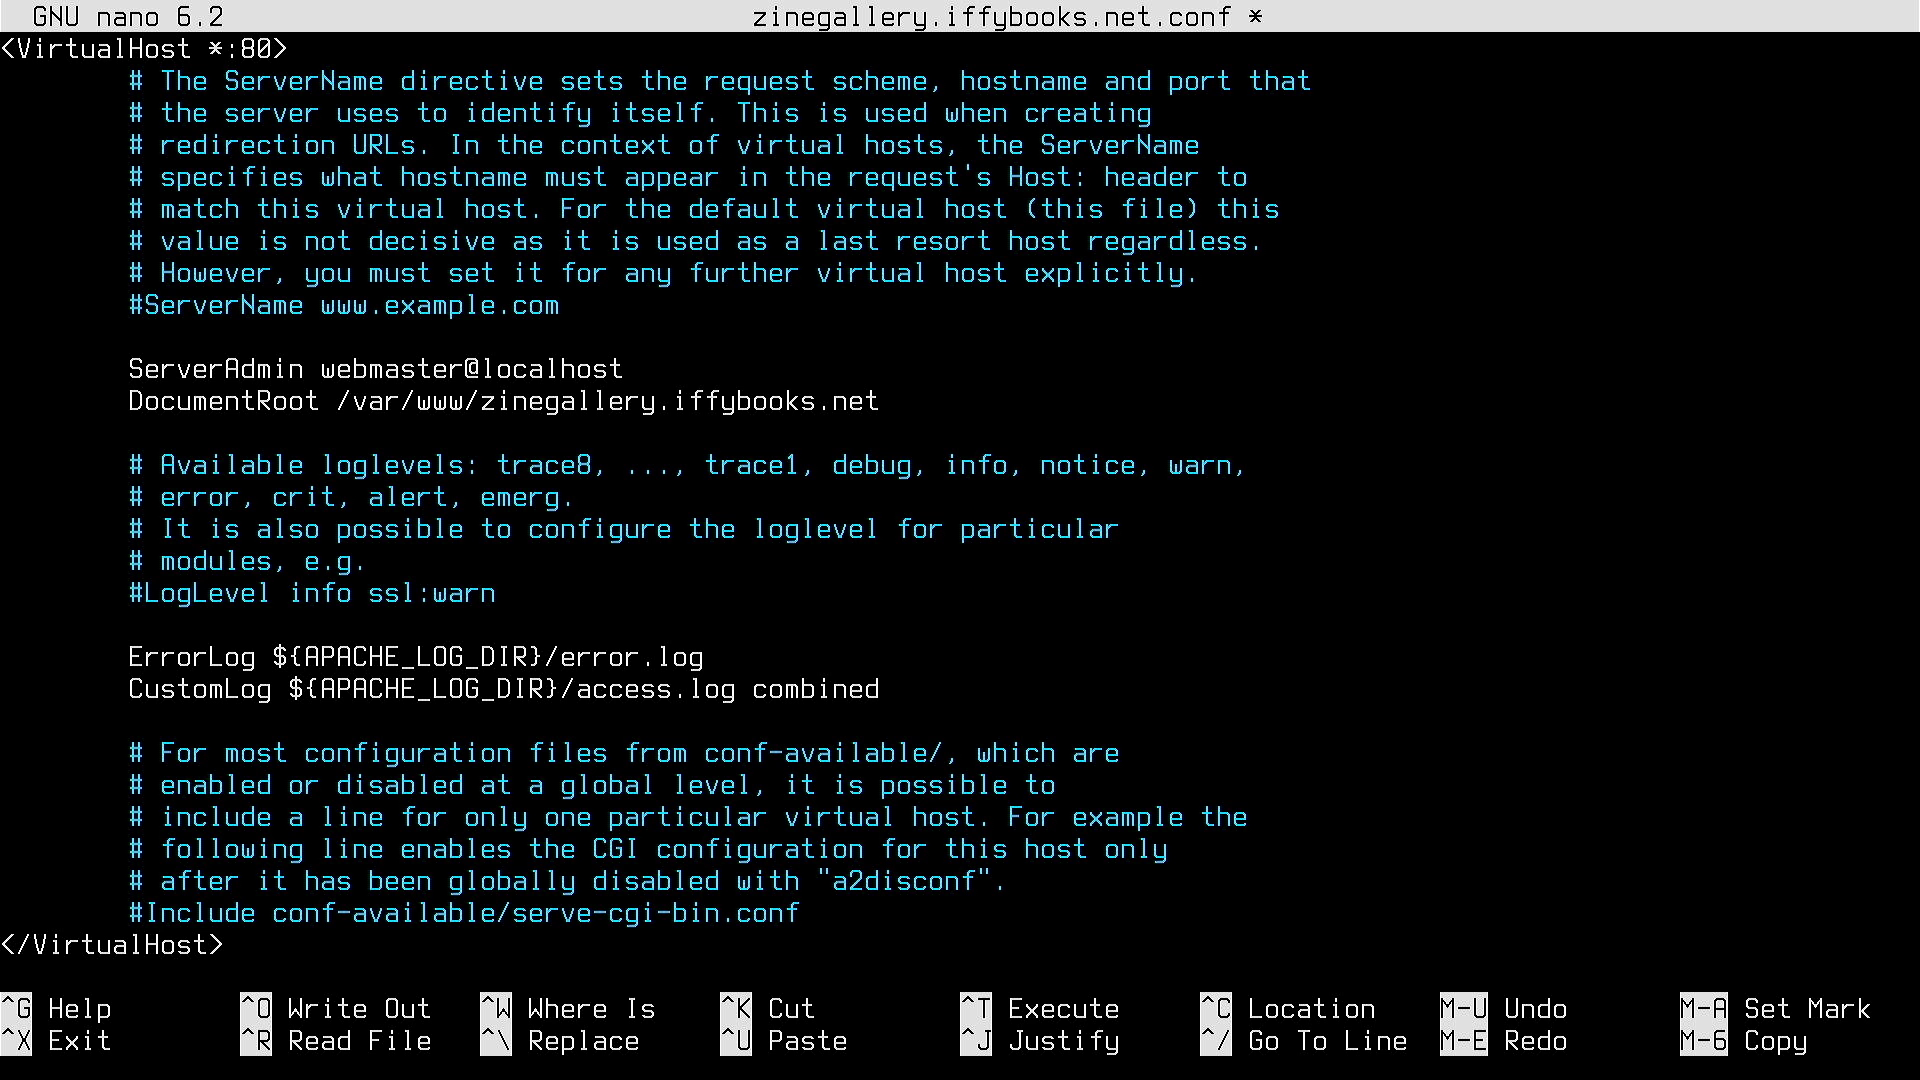 GNU nano 6.2 zinegallery.iffybooks.net.conf *
<VirtualHost *:80>
# The ServerName directive sets the request scheme, hostname and port that
# the server uses to identify itself. This is used when creating
# redirection URLs. In the context of virtual hosts, the ServerName
# specifies what hostname must appear in the request's Host: header to
# match this virtual host. For the default virtual host (this file) this
# value is not decisive as it is used as a last resort host regardless.
# However, you must set it for any further virtual host explicitly.
#ServerName www.example.com
ServerAdmin webmaster@localhost
DocumentRoot /var/www/zinegallery.iffybooks.net
# Available loglevels: trace8, ..., trace1, debug, info, notice, warn,
# error, crit, alert, emerg.
# It is also possible to configure the loglevel for particular
# modules, e.g.
#LogLevel info ssl:warn
ErrorLog ${APACHE_LOG_DIR}/error.log
CustomLog ${APACHE_LOG_DIR}/access.log combined
# For most configuration files from conf-available/, which are
# enabled or disabled at a global level, it is possible to
# include a line for only one particular virtual host. For example the
# following line enables the CGI configuration for this host only
# after it has been globally disabled with "a2disconf".
#Include conf-available/serve-cgi-bin.conf
</VirtualHost>
^G Help ^O Write Out ^W Where Is ^K Cut ^T Execute ^C Location M-U Undo M-A Set Mark
^X Exit ^R Read File ^\ Replace ^U Paste ^J Justify ^/ Go To Line M-E Redo M-6 Copy